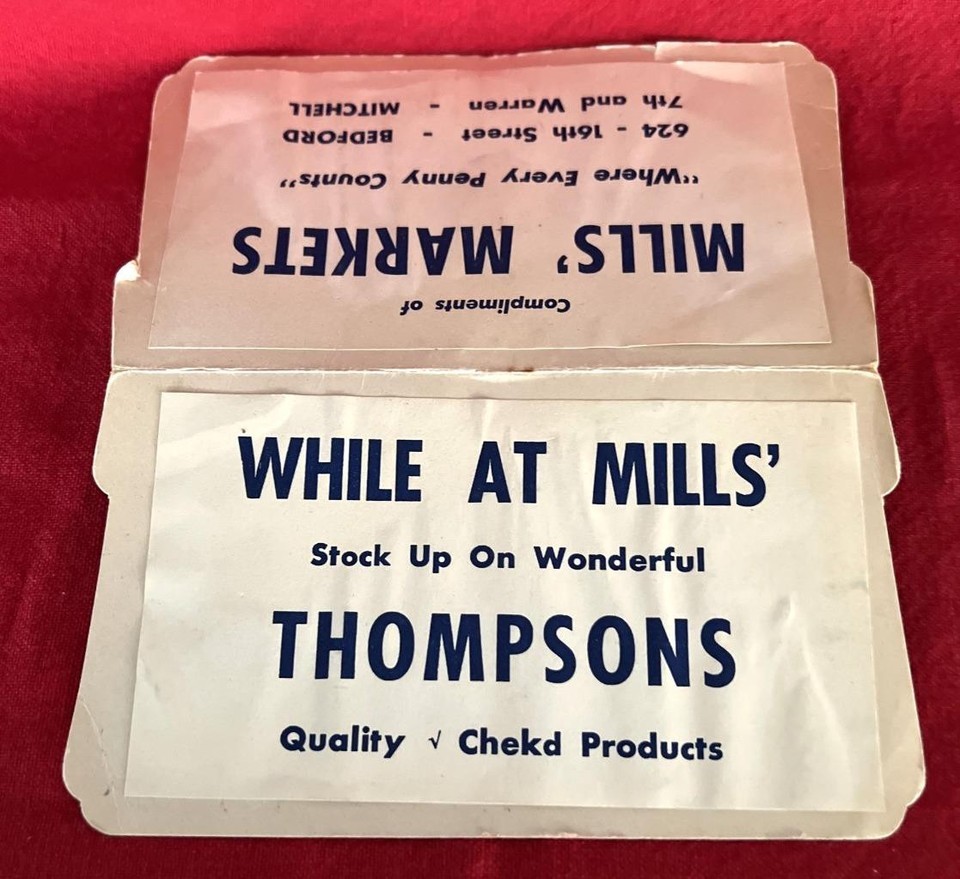 Compliments of
MILLS' MARKETS
"Where Every Penny Counts"
624 - 16th Street - BEDFORD
7th and Warren - MITCHELL
WHILE AT MILLS'
Stock Up On Wonderful
THOMPSONS
Quality √ Chekd Products